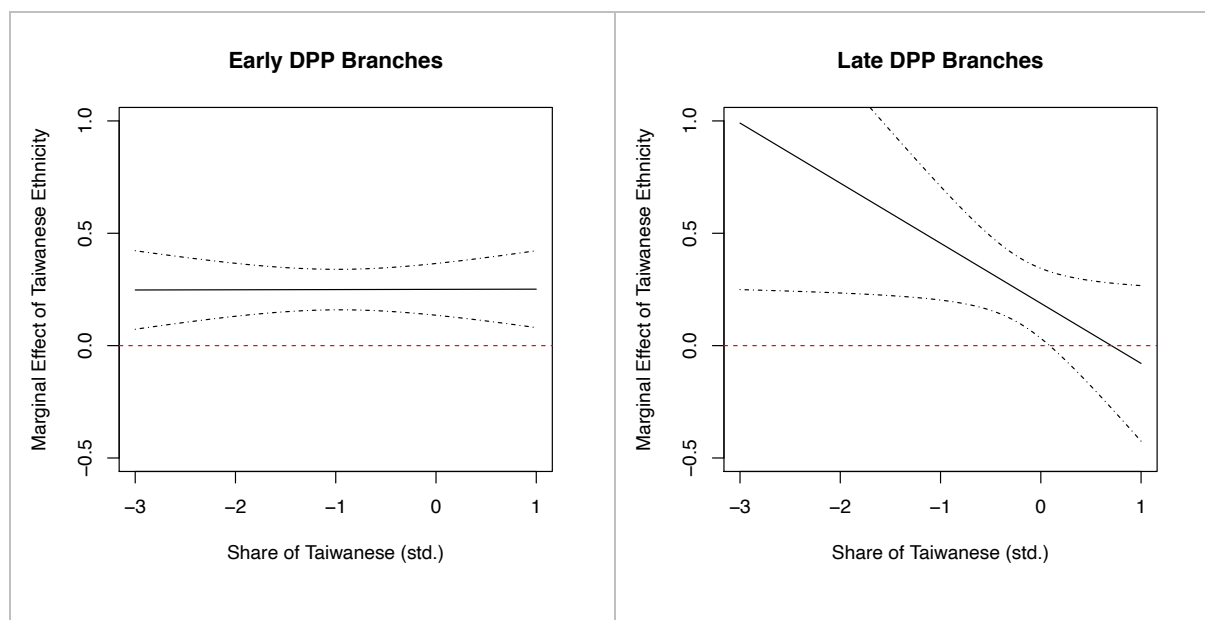 Early DPP Branches
Marginal Effect of Taiwanese Ethnicity
1.0
0.5
0.0
−0.5
−3 −2 −1 0 1
Share of Taiwanese (std.)
Late DPP Branches
Marginal Effect of Taiwanese Ethnicity
1.0
0.5
0.0
−0.5
−3 −2 −1 0 1
Share of Taiwanese (std.)